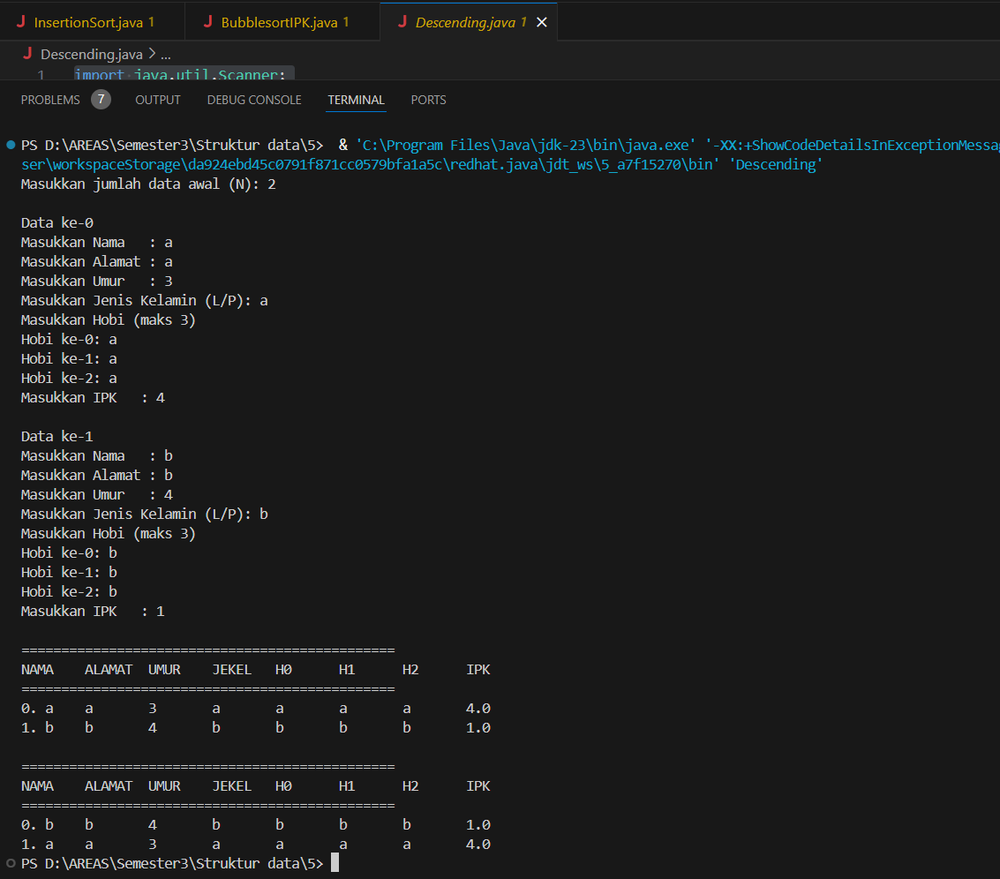 J InsertionSort.java 1 J BubblesortIPK.java 1 J Descending.java 1 ×
J Descending.java > ...
1 import java.util.Scanner;
PROBLEMS 7 OUTPUT DEBUG CONSOLE TERMINAL PORTS
PS D:\AREAS\Semester3\Struktur data\5> & 'C:\Program Files\Java\jdk-23\bin\java.exe' '-XX:+ShowCodeDetailsInExceptionMessag
ser\workspaceStorage\da924ebd45c0791f871cc0579bfa1a5c\redhat.java\jdt_ws\5_a7f15270\bin' 'Descending'
Masukkan jumlah data awal (N): 2
Data ke-0
Masukkan Nama   : a
Masukkan Alamat : a
Masukkan Umur   : 3
Masukkan Jenis Kelamin (L/P): a
Masukkan Hobi (maks 3)
Hobi ke-0: a
Hobi ke-1: a
Hobi ke-2: a
Masukkan IPK   : 4
Data ke-1
Masukkan Nama   : b
Masukkan Alamat : b
Masukkan Umur   : 4
Masukkan Jenis Kelamin (L/P): b
Masukkan Hobi (maks 3)
Hobi ke-0: b
Hobi ke-1: b
Hobi ke-2: b
Masukkan IPK   : 1
===============================================
NAMA    ALAMAT  UMUR    JEKEL   H0      H1      H2      IPK
===============================================
0. a    a       3       a       a       a       a       4.0
1. b    b       4       b       b       b       b       1.0
===============================================
NAMA    ALAMAT  UMUR    JEKEL   H0      H1      H2      IPK
===============================================
0. b    b       4       b       b       b       b       1.0
1. a    a       3       a       a       a       a       4.0
PS D:\AREAS\Semester3\Struktur data\5>